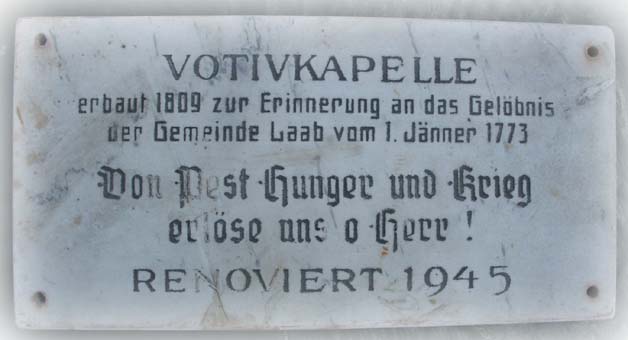 VOTIVKAPELLE
erbaut 1809 zur Erinnerung an das Gelöbnis
der Gemeinde Laab vom 1. Jänner 1773
Von Pest Hunger und Krieg
erlöse uns o Herr !
RENOVIERT 1945